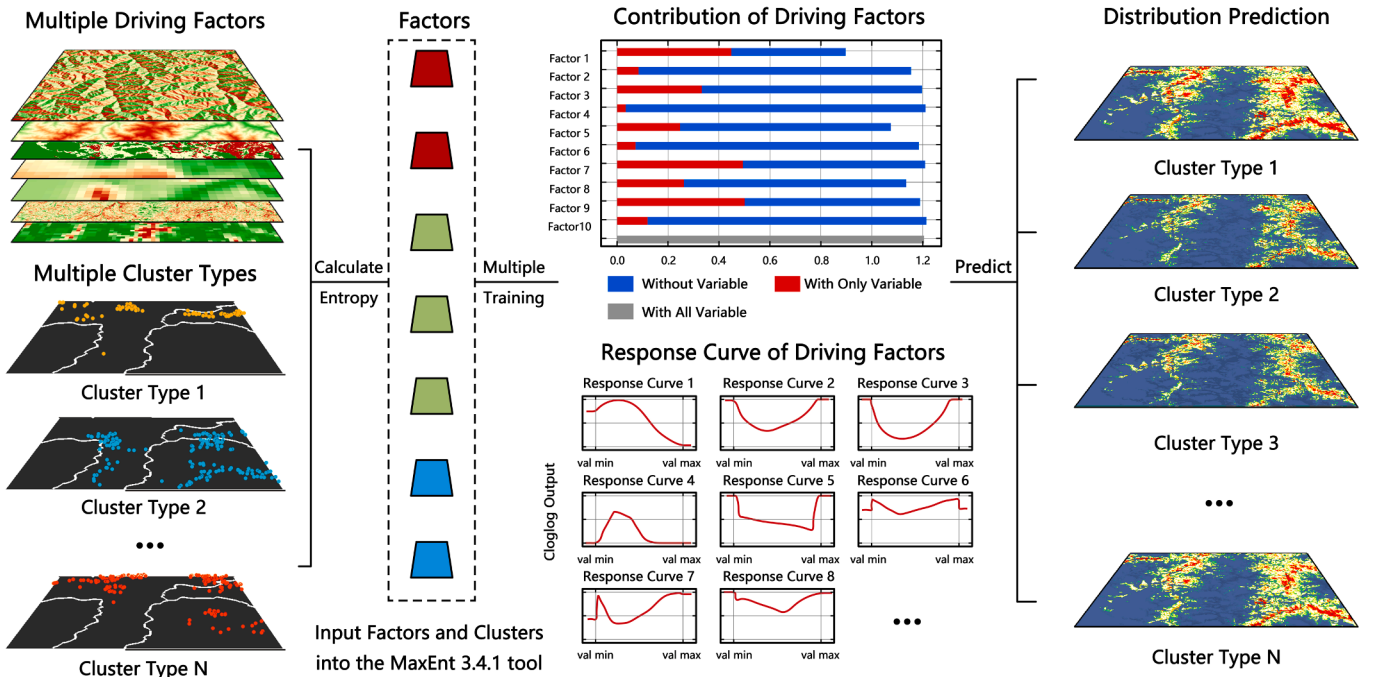 Multiple Driving Factors
Multiple Cluster Types
Cluster Type 1
Cluster Type 2
•••
Cluster Type N
Calculate
Entropy
Factors
Input Factors and Clusters
into the MaxEnt 3.4.1 tool
Multiple
Training
Contribution of Driving Factors
Factor 1
Factor 2
Factor 3
Factor 4
Factor 5
Factor 6
Factor 7
Factor 8
Factor 9
Factor10
0.0 0.2 0.4 0.6 0.8 1.0 1.2
Without Variable With Only Variable
With All Variable
Response Curve of Driving Factors
Cloglog Output
Response Curve 1 Response Curve 2 Response Curve 3
val min val max val min val max val min val max
Response Curve 4 Response Curve 5 Response Curve 6
val min val max val min val max val min val max
Response Curve 7 Response Curve 8
•••
val min val max val min val max
Predict
Distribution Prediction
Cluster Type 1
Cluster Type 2
Cluster Type 3
•••
Cluster Type N